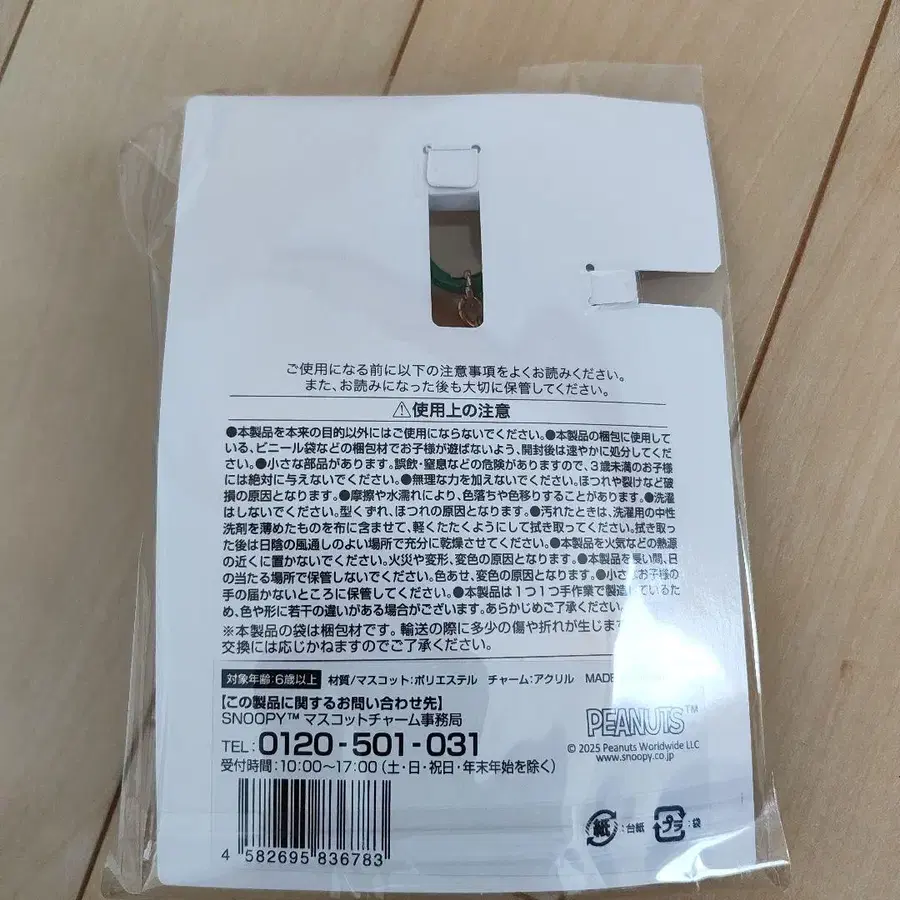 ご使用になる前に以下の注意事項をよくお読みください。
また、お読みになった後も大切に保管してください。
⚠使用上の注意
●本製品を本来の目的以外にはご使用にならないでください。●本製品の梱包に使用して
いる、ビニール袋などの梱包材でお子様が遊ばないよう、開封後は速やかに処分してくだ
さい。●小さな部品があります。誤飲・窒息などの危険がありますので、3歳未満のお子様
には絶対に与えないでください。●無理な力を加えないでください。ほつれや裂けなど破
損の原因となります。●摩擦や水濡れにより、色落ちや色移りすることがあります。●洗濯
はしないでください。型くずれ、ほつれの原因となります。●汚れたときは、洗濯用の中性
洗剤を薄めたものを布に含ませて、軽くたたくようにして拭き取ってください。拭き取っ
た後は日陰の風通しのよい場所で充分に乾燥させてください。●本製品を火気などの熱源
の近くに置かないでください。火災や変形、変色の原因となります。●本製品を長い間、日
の当たる場所で保管しないでください。色あせ、変色の原因となります。●小さなお子様の
手の届かないところに保管してください。●本製品は1つ1つ手作業で製造しているた
め、色や形に若干の違いがある場合がございます。あらかじめご了承ください。
※本製品の袋は梱包材です。輸送の際に多少の傷や折れが生じます
交換には応じかねますのでご了承ください。
対象年齢:6歳以上 材質/マスコット:ポリエステル チャーム:アクリル MADE
【この製品に関するお問い合わせ先】
SNOOPY™ マスコットチャーム事務局
TEL:0120-501-031
受付時間:10:00〜17:00(土・日・祝日・年末年始を除く)
PEANUTS™
© 2025 Peanuts Worldwide LLC
www.snoopy.co.jp
4 582695 836783
紙:台紙 プラ:袋